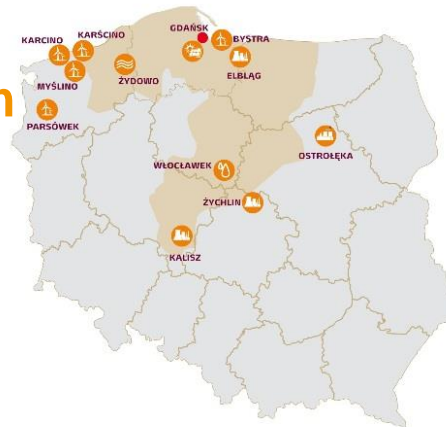 GDAŃSK
KARCINO
KARŚCINO
BYSTRA
ŻYDOWO
ELBLĄG
MYŚLINO
PARSÓWEK
OSTROŁĘKA
WŁOCŁAWEK
ŻYCHLIN
KALISZ